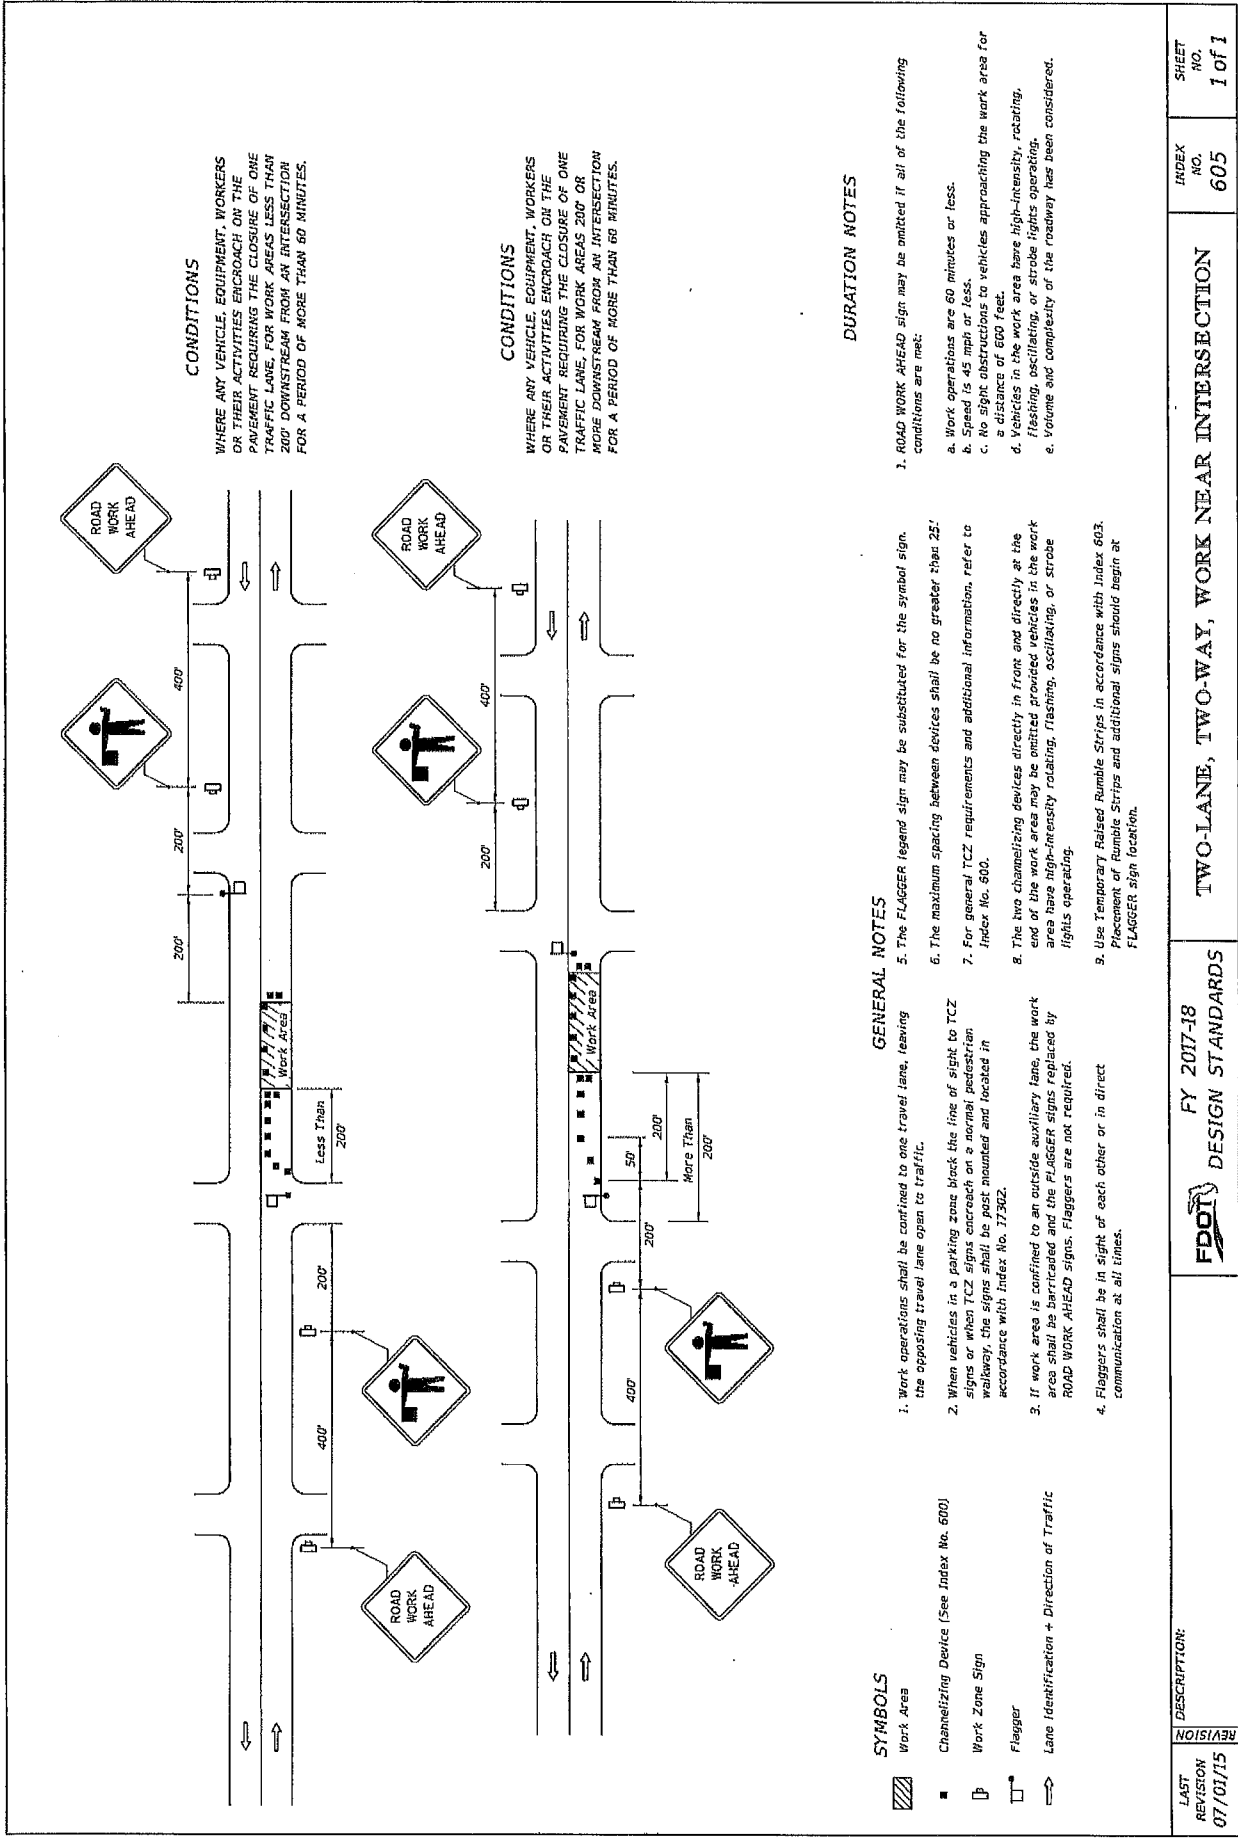 ROAD
WORK
AHEAD
400'
200'
200'
Work Area
Less Than
200'
200'
400'
ROAD
WORK
AHEAD
CONDITIONS
WHERE ANY VEHICLE, EQUIPMENT, WORKERS
OR THEIR ACTIVITIES ENCROACH ON THE
PAVEMENT REQUIRING THE CLOSURE OF ONE
TRAFFIC LANE, FOR WORK AREAS LESS THAN
200' DOWNSTREAM FROM AN INTERSECTION
FOR A PERIOD OF MORE THAN 60 MINUTES.
ROAD
WORK
AHEAD
400'
200'
Work Area
50'
200'
More Than
200'
200'
400'
ROAD
WORK
AHEAD
CONDITIONS
WHERE ANY VEHICLE, EQUIPMENT, WORKERS
OR THEIR ACTIVITIES ENCROACH ON THE
PAVEMENT REQUIRING THE CLOSURE OF ONE
TRAFFIC LANE, FOR WORK AREAS 200' OR
MORE DOWNSTREAM FROM AN INTERSECTION
FOR A PERIOD OF MORE THAN 60 MINUTES.
SYMBOLS
Work Area
Channelizing Device (See Index No. 600)
Work Zone Sign
Flagger
Lane Identification + Direction of Traffic
GENERAL NOTES
1. Work operations shall be confined to one travel lane, leaving
the opposing travel lane open to traffic.
2. When vehicles in a parking zone block the line of sight to TCZ
signs or when TCZ signs encroach on a normal pedestrian
walkway, the signs shall be post mounted and located in
accordance with Index No. 17302.
3. If work area is confined to an outside auxiliary lane, the work
area shall be barricaded and the FLAGGER signs replaced by
ROAD WORK AHEAD signs. Flaggers are not required.
4. Flaggers shall be in sight of each other or in direct
communication at all times.
5. The FLAGGER legend sign may be substituted for the symbol sign.
6. The maximum spacing between devices shall be no greater than 25.'
7. For general TCZ requirements and additional information, refer to
Index No. 600.
8. The two channelizing devices directly in front and directly at the
end of the work area may be omitted provided vehicles in the work
area have high-intensity rotating, flashing, oscillating, or strobe
lights operating.
9. Use Temporary Raised Rumble Strips in accordance with Index 603.
Placement of Rumble Strips and additional signs should begin at
FLAGGER sign location.
DURATION NOTES
1. ROAD WORK AHEAD sign may be omitted if all of the following
conditions are met:
a. Work operations are 60 minutes or less.
b. Speed is 45 mph or less.
c. No sight obstructions to vehicles approaching the work area for
a distance of 600 feet.
d. Vehicles in the work area have high-intensity, rotating,
flashing, oscillating, or strobe lights operating.
e. Volume and complexity of the roadway has been considered.
LAST
REVISION
07/01/15
REVISION
DESCRIPTION:
FDOT
FY 2017-18
DESIGN STANDARDS
TWO-LANE, TWO-WAY, WORK NEAR INTERSECTION
INDEX
NO.
605
SHEET
NO.
1 of 1